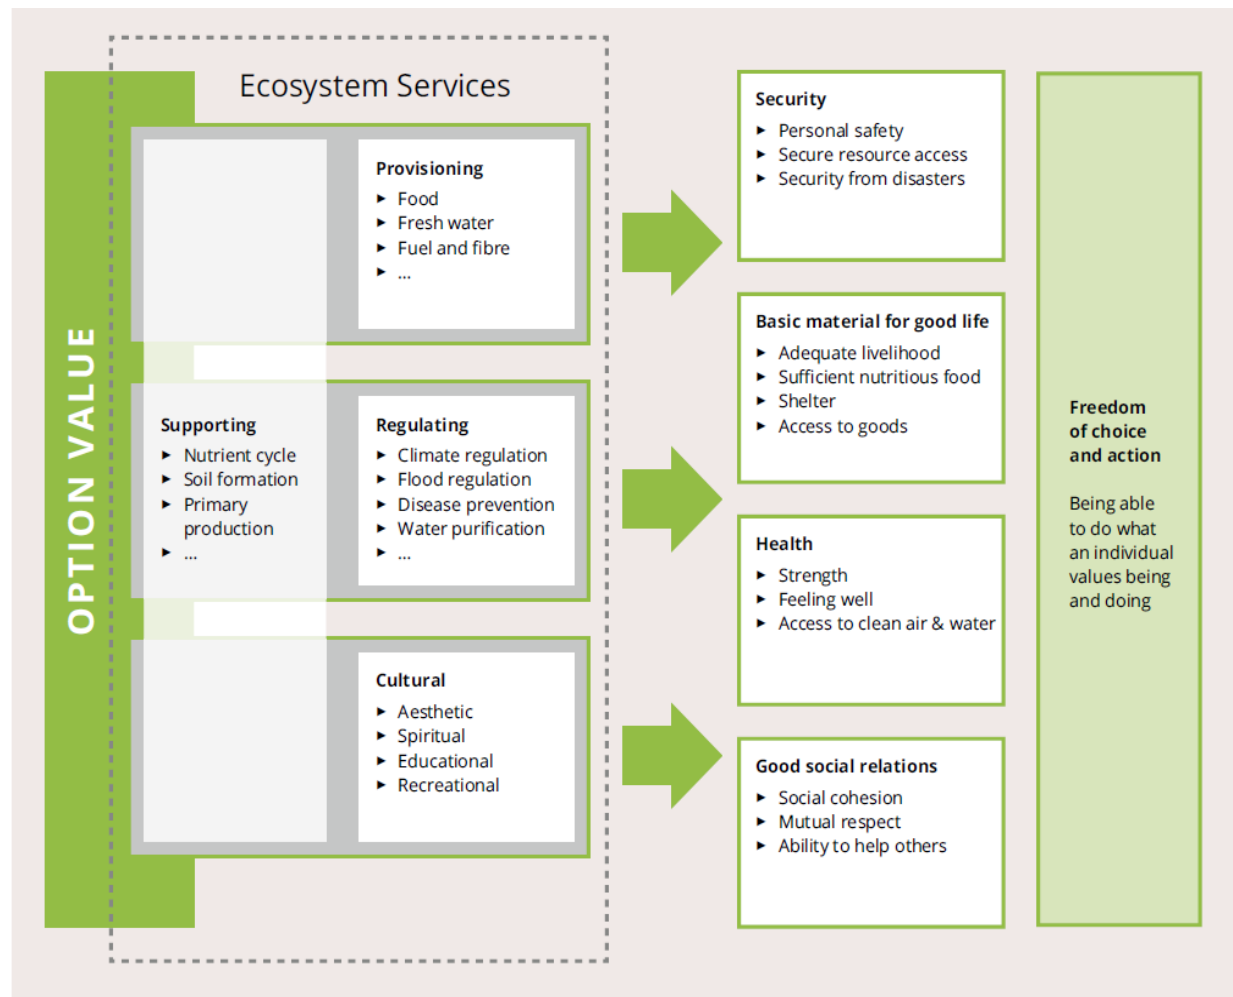 Ecosystem Services
OPTION VALUE
Provisioning
► Food
► Fresh water
► Fuel and fibre
► ...
Supporting
► Nutrient cycle
► Soil formation
► Primary
production
► ...
Regulating
► Climate regulation
► Flood regulation
► Disease prevention
► Water purification
► ...
Cultural
► Aesthetic
► Spiritual
► Educational
► Recreational
Security
► Personal safety
► Secure resource access
► Security from disasters
Basic material for good life
► Adequate livelihood
► Sufficient nutritious food
► Shelter
► Access to goods
Health
► Strength
► Feeling well
► Access to clean air & water
Good social relations
► Social cohesion
► Mutual respect
► Ability to help others
Freedom
of choice
and action
Being able
to do what
an individual
values being
and doing